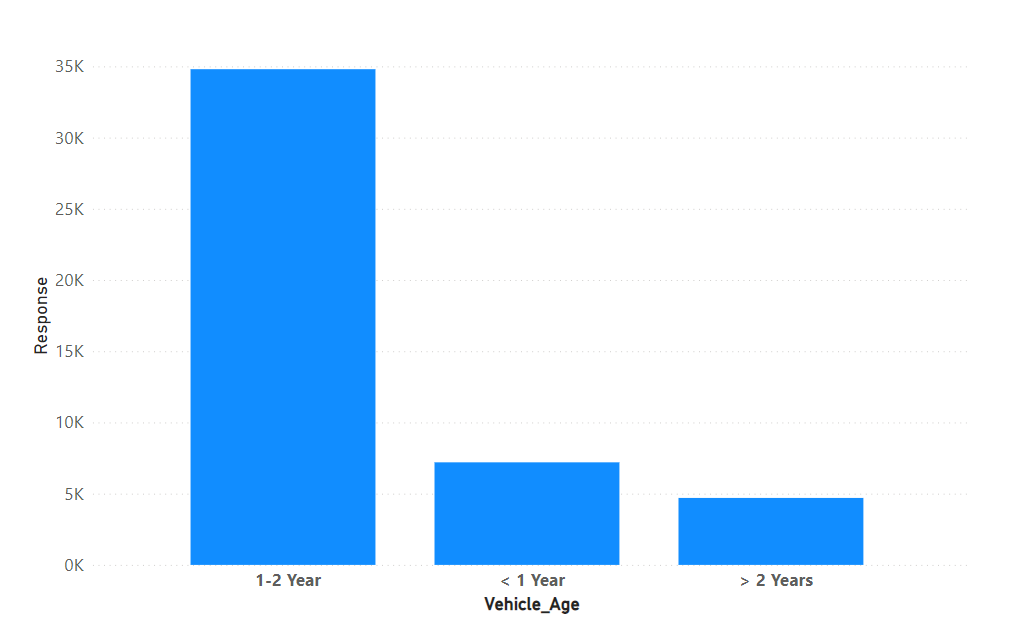 35K
30K
25K
20K
15K
10K
5K
0K
Response
1-2 Year
< 1 Year
> 2 Years
Vehicle_Age